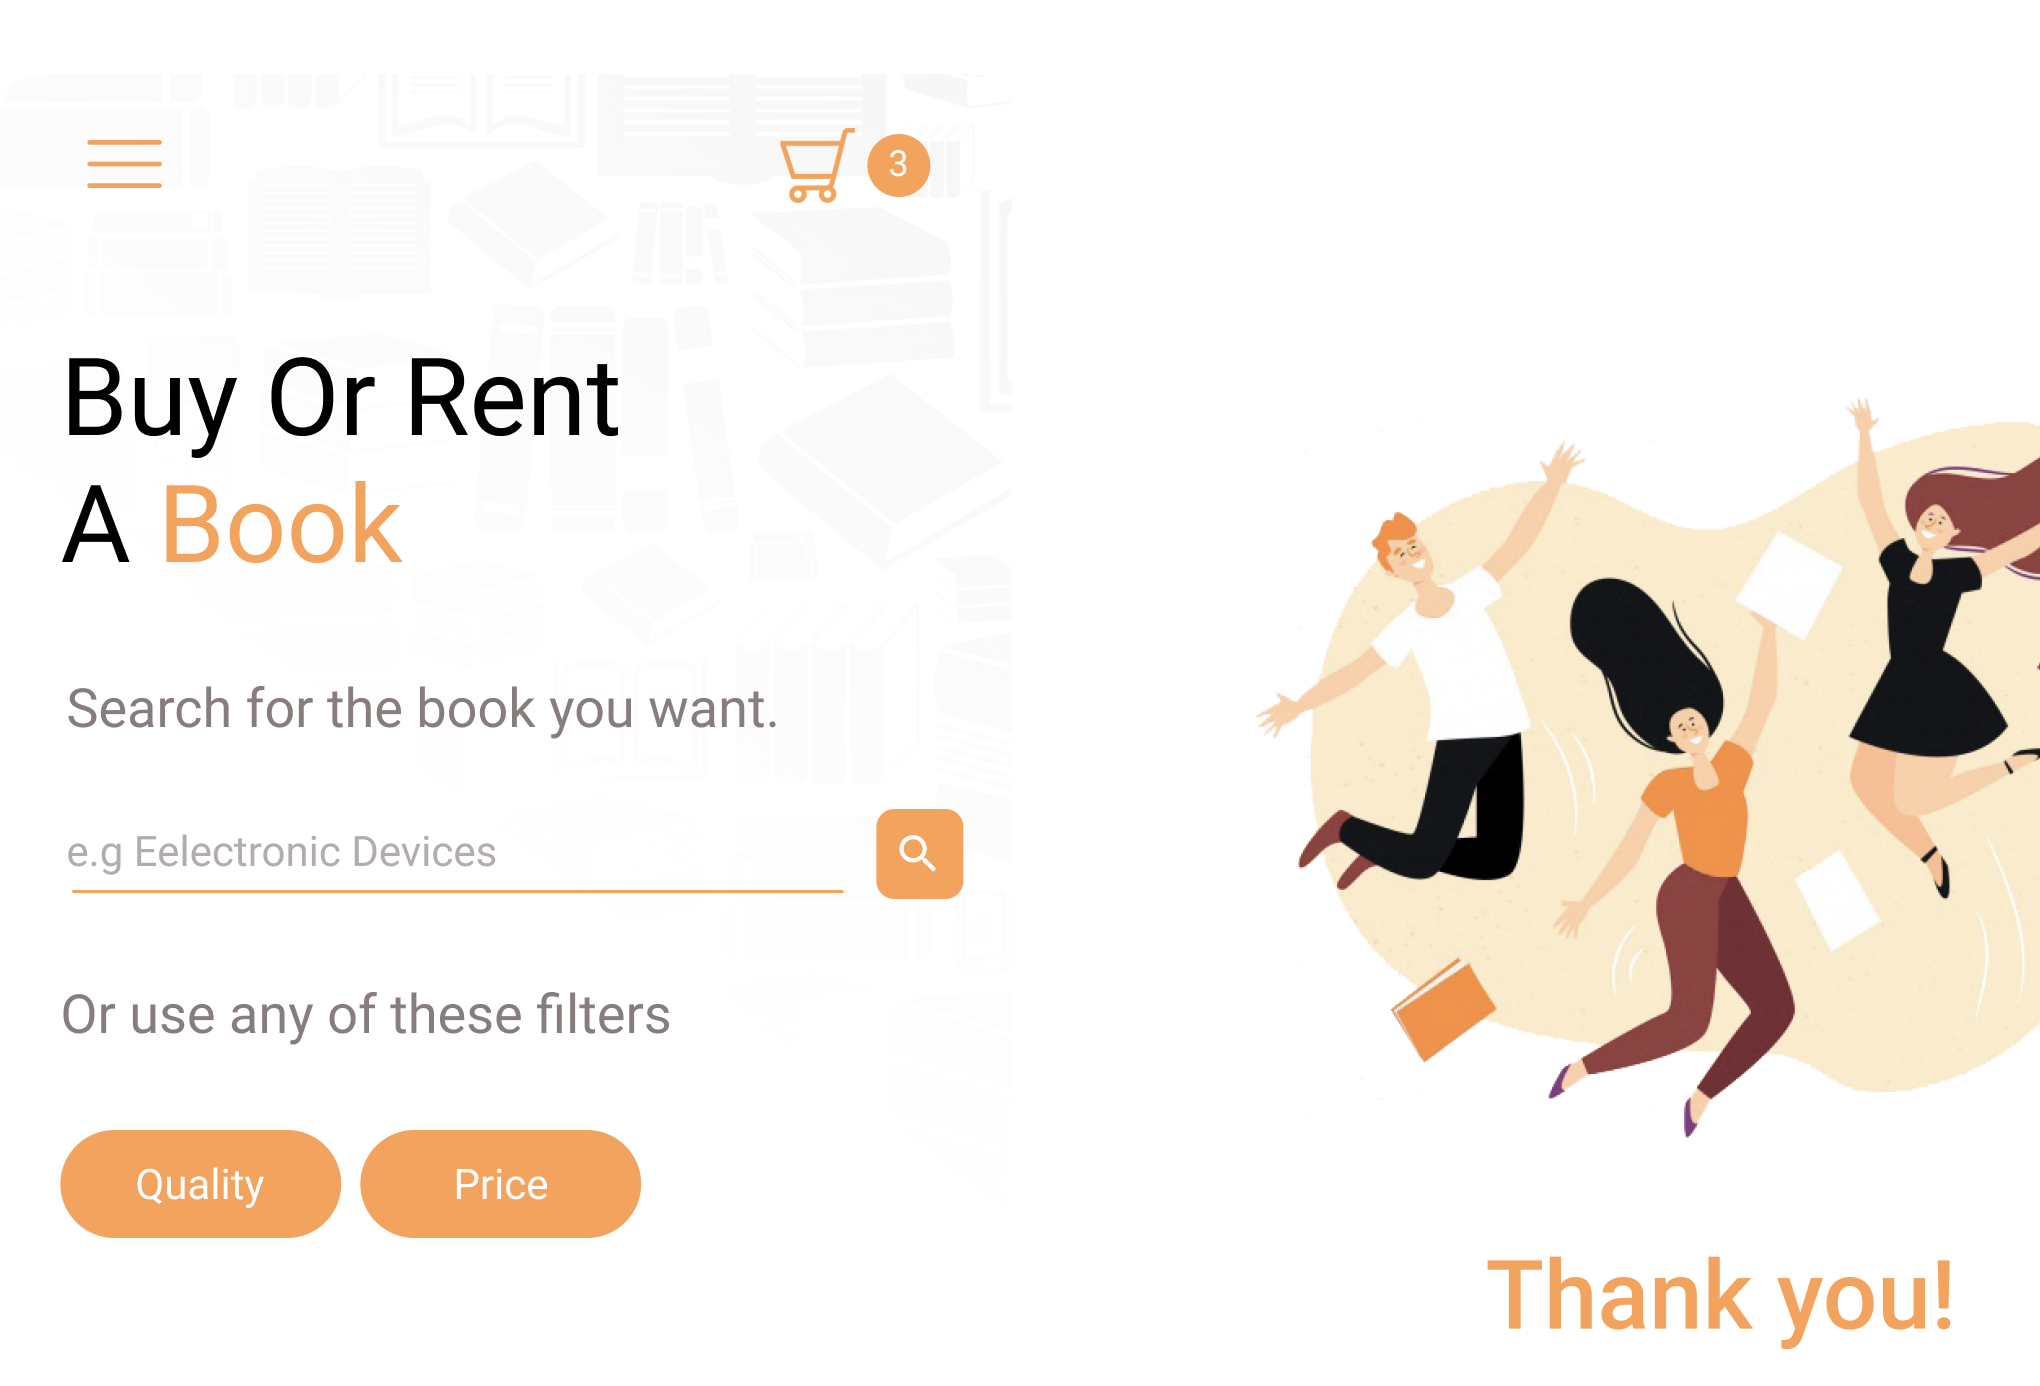 3
Buy Or Rent
A Book
Search for the book you want.
e.g Eelectronic Devices
Or use any of these filters
Quality
Price
Thank you!